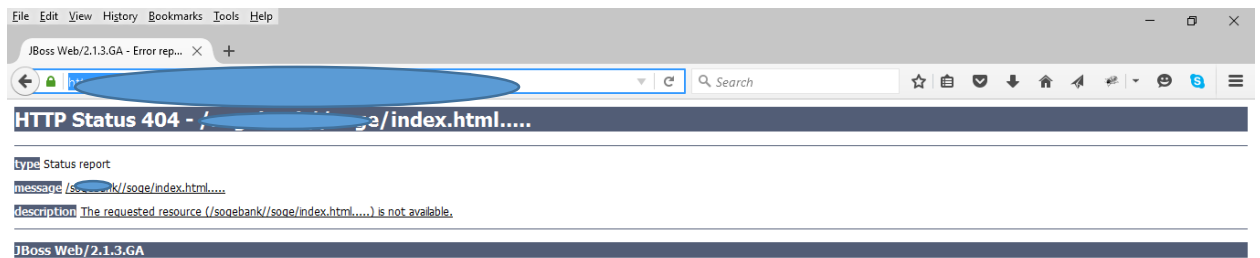 File Edit View History Bookmarks Tools Help
JBoss Web/2.1.3.GA - Error rep...
Search
HTTP Status 404 - /index.html.....
type Status report
message //soge/index.html.....
description The requested resource (/sogebank//soge/index.html.....) is not available.
JBoss Web/2.1.3.GA